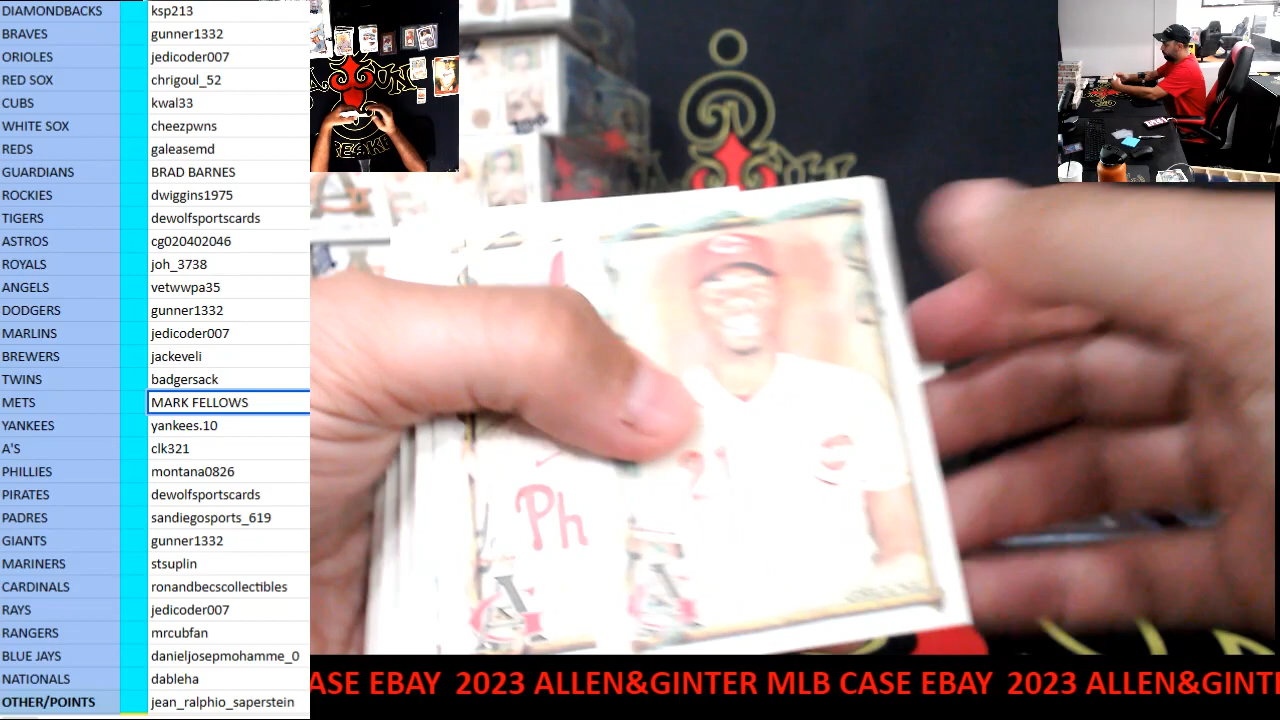 DIAMONDBACKS ksp213
BRAVES gunner1332
ORIOLES jedicoder007
RED SOX chrigoul_52
CUBS kwal33
WHITE SOX cheezpwns
REDS galeasemd
GUARDIANS BRAD BARNES
ROCKIES dwiggins1975
TIGERS dewolfsportscards
ASTROS cg020402046
ROYALS joh_3738
ANGELS vetwwpa35
DODGERS gunner1332
MARLINS jedicoder007
BREWERS jackeveli
TWINS badgersack
METS MARK FELLOWS
YANKEES yankees.10
A'S clk321
PHILLIES montana0826
PIRATES dewolfsportscards
PADRES sandiegosports_619
GIANTS gunner1332
MARINERS stsuplin
CARDINALS ronandbecscollectibles
RAYS jedicoder007
RANGERS mrcubfan
BLUE JAYS danieljosepmohamme_0
NATIONALS dableha
OTHER/POINTS jean_ralphio_saperstein
Ph
ASE EBAY 2023 ALLEN&GINTER MLB CASE EBAY 2023 ALLEN&GINT